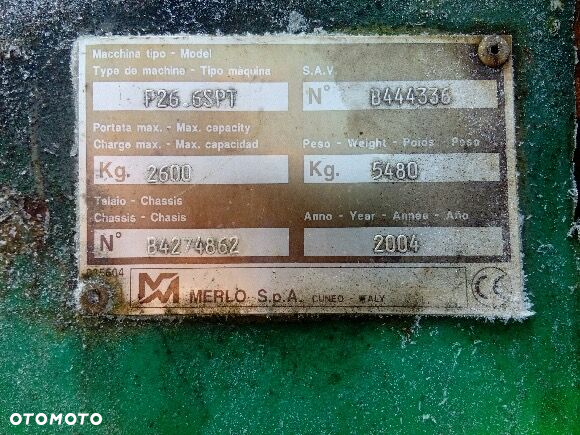 Macchina tipo - Model
Type de machine - Tipo máquina S.A.V.
P26.6SPT N° B444336
Portata max. - Max. capacity
Charge max. - Max. capacidad Peso - Weight - Poids - Peso
Kg. 2600 Kg. 5480
Telaio - Chassis
Chassis - Chasis Anno - Year - Année - Año
N° B4274862 2004
MERLO S.p.A. CUNEO - ITALY CE
OTOMOTO